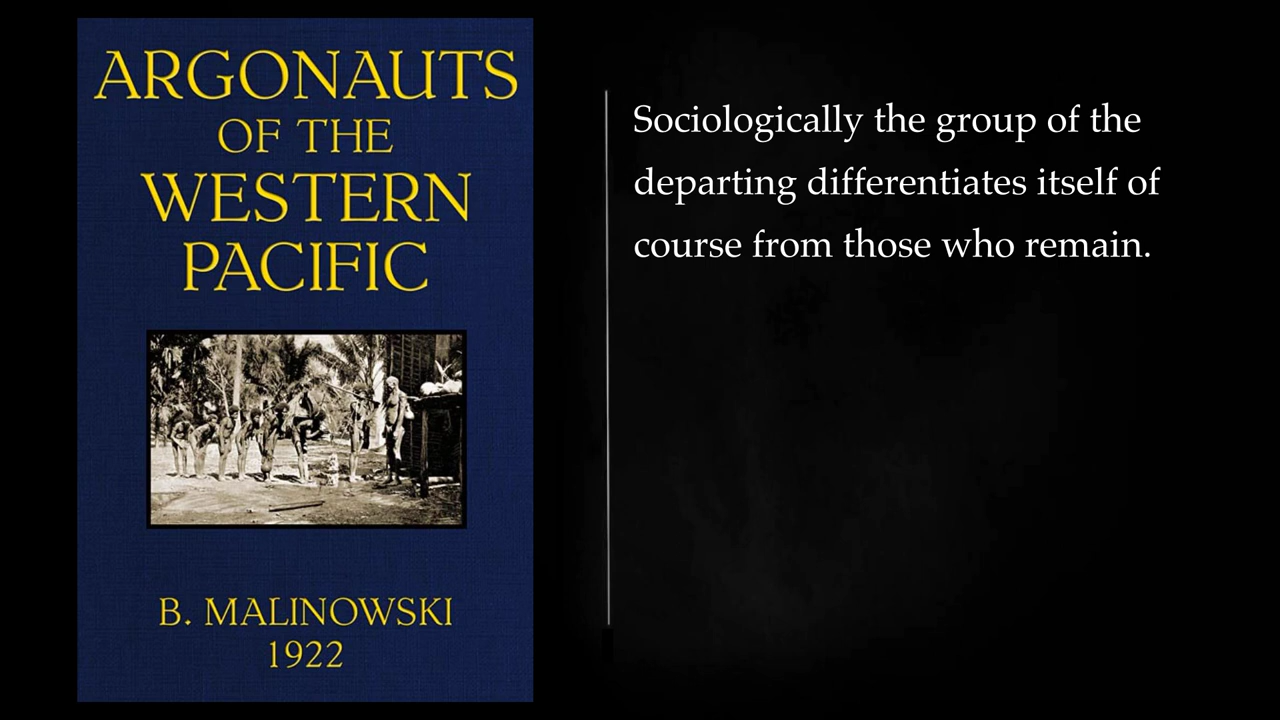 ARGONAUTS
OF THE
WESTERN
PACIFIC
B. MALINOWSKI
1922
Sociologically the group of the
departing differentiates itself of
course from those who remain.